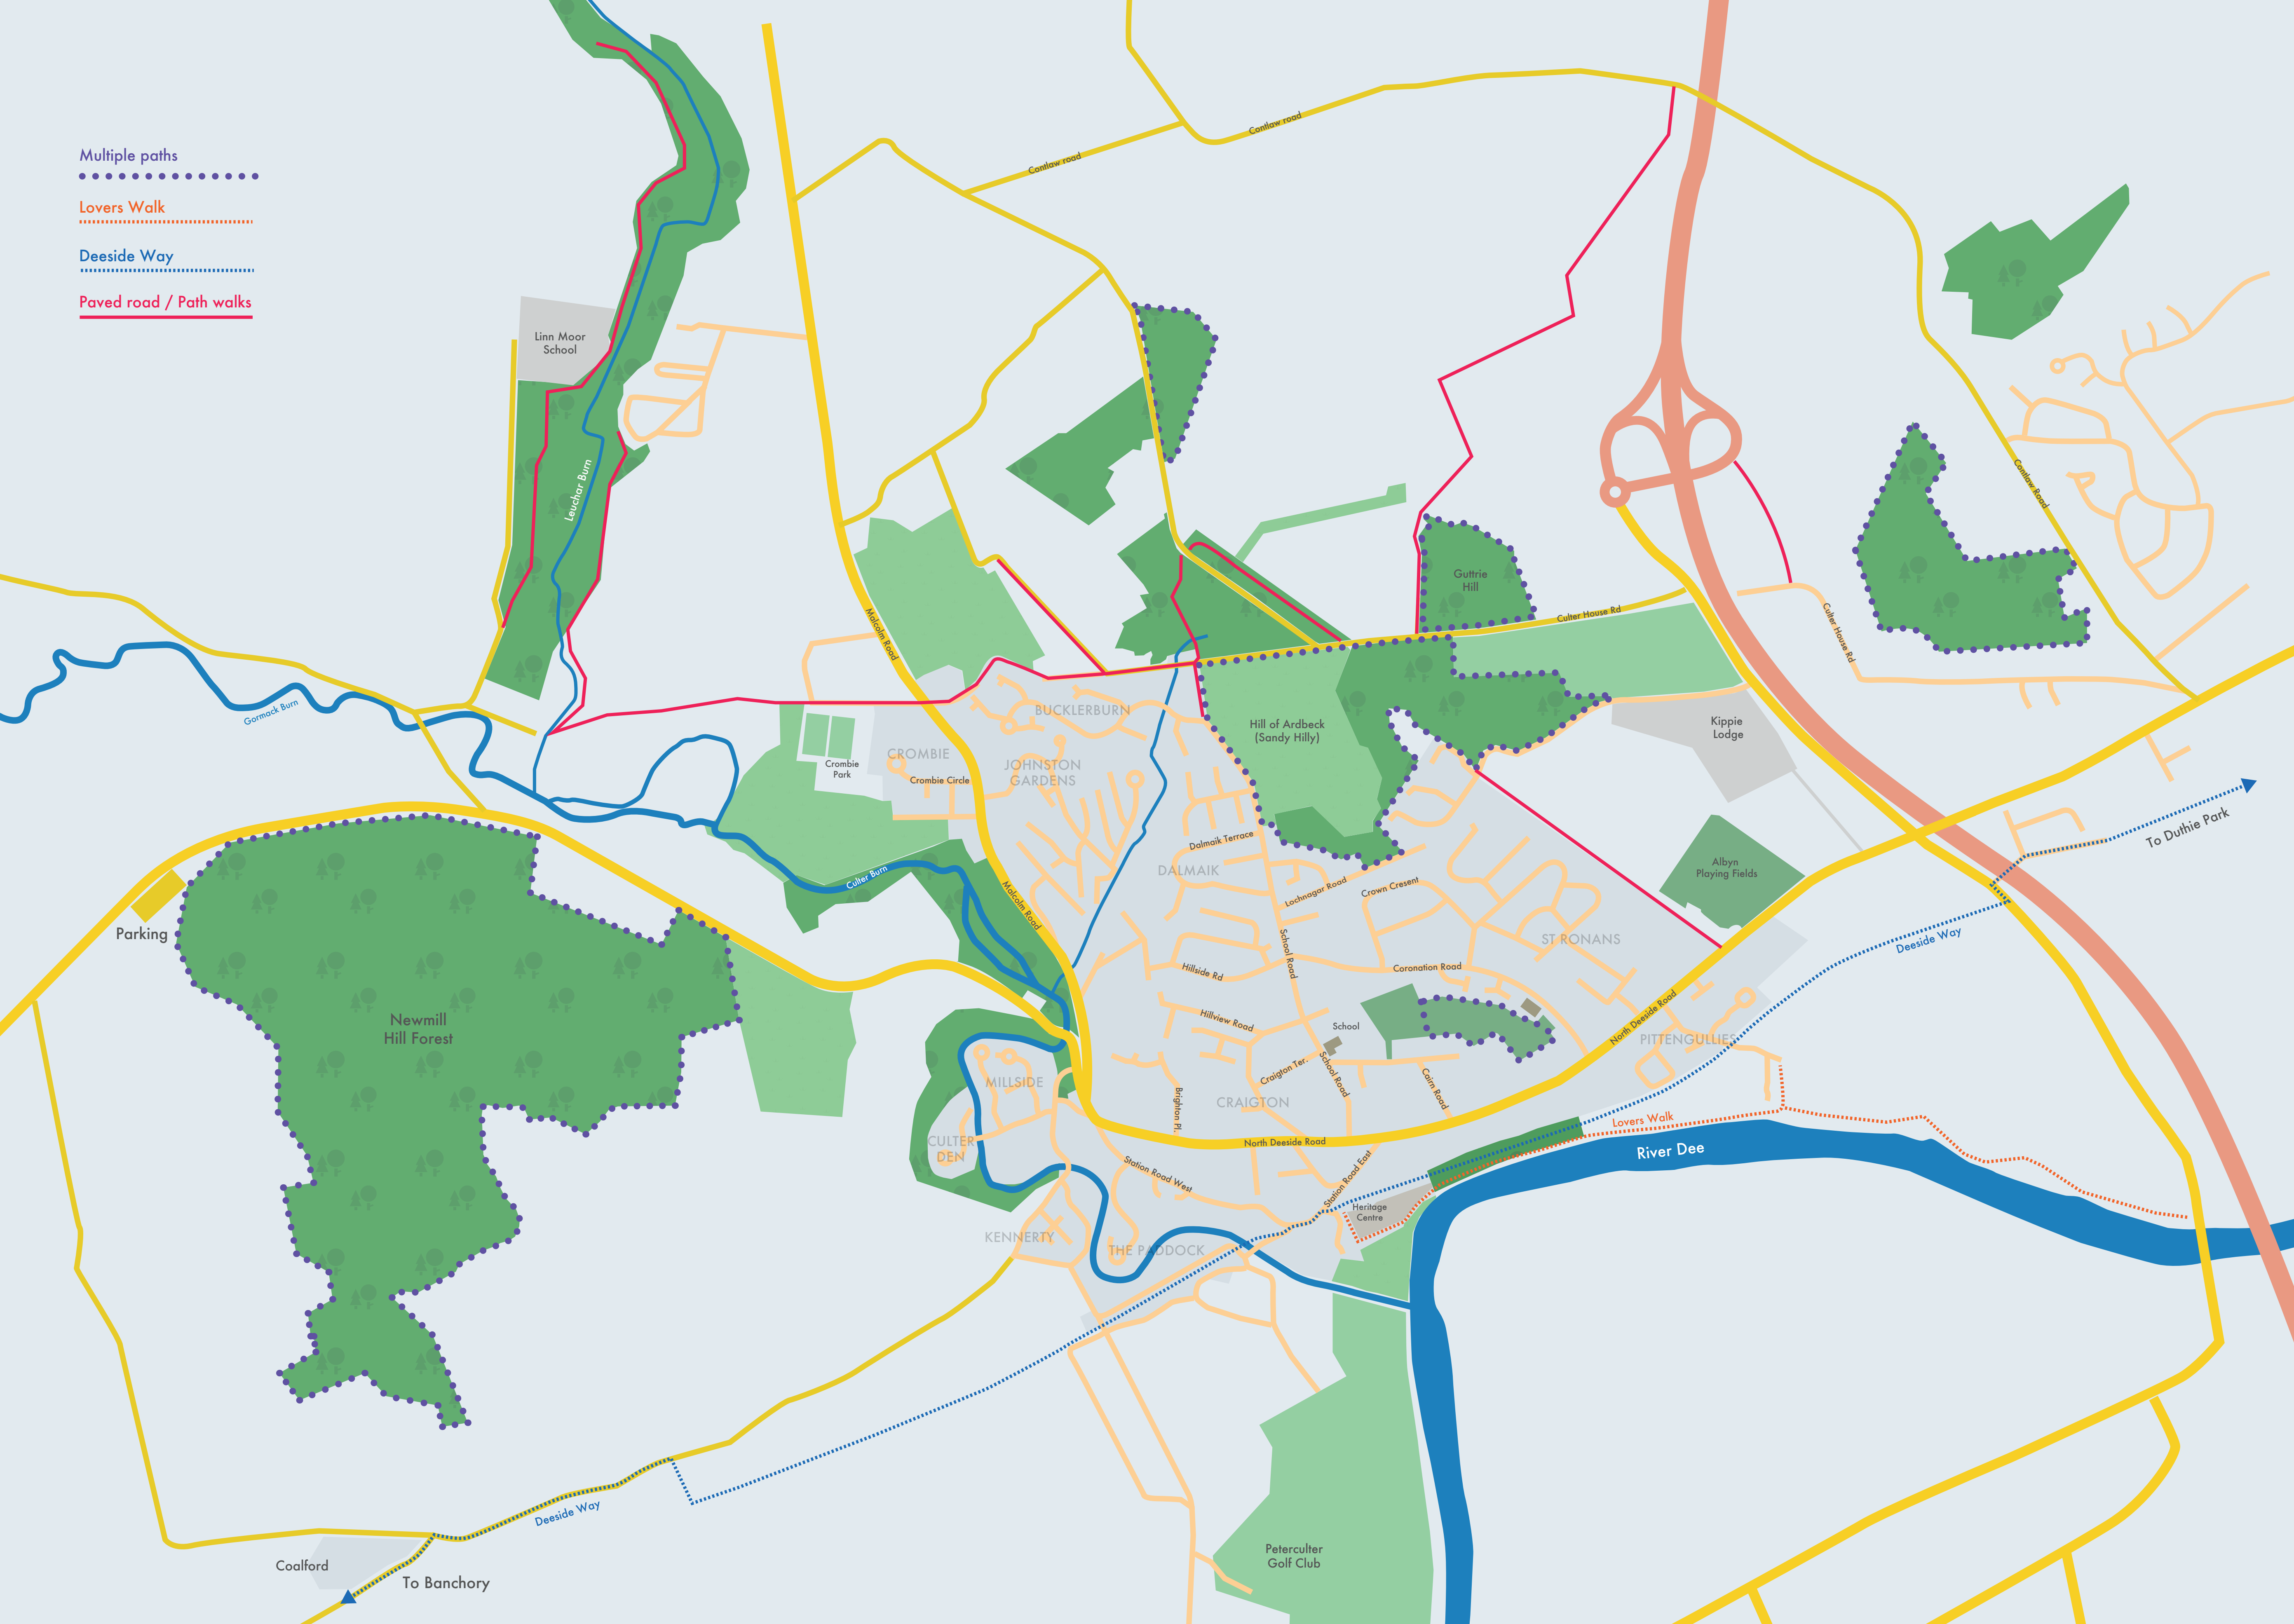 Multiple paths
Lovers Walk
Deeside Way
Paved road / Path walks
Contlaw road
Contlaw road
Linn Moor
School
Leuchar Burn
Guttrie
Hill
Culter House Rd
Contlaw Road
Culter House Rd
Malcolm Road
Gormack Burn
BUCKLERBURN
Hill of Ardbeck
(Sandy Hilly)
Kippie
Lodge
CROMBIE
Crombie
Park
Crombie Circle
JOHNSTON
GARDENS
To Duthie Park
Dalmaik Terrace
DALMAIK
Albyn
Playing Fields
Culter Burn
Malcolm Road
Lochnagar Road
Crown Cresent
Parking
School Road
ST RONANS
Deeside Way
Hillside Rd
Coronation Road
Newmill
Hill Forest
Hillview Road
School
North Deeside Road
PITTENGULLIES
MILLSIDE
Craigton Ter.
School Road
Cairn Road
Brighton Pl.
CRAIGTON
Lovers Walk
CULTER
DEN
North Deeside Road
River Dee
Station Road West
Station Road East
Heritage
Centre
KENNERTY
THE PADDOCK
Deeside Way
Coalford
To Banchory
Peterculter
Golf Club